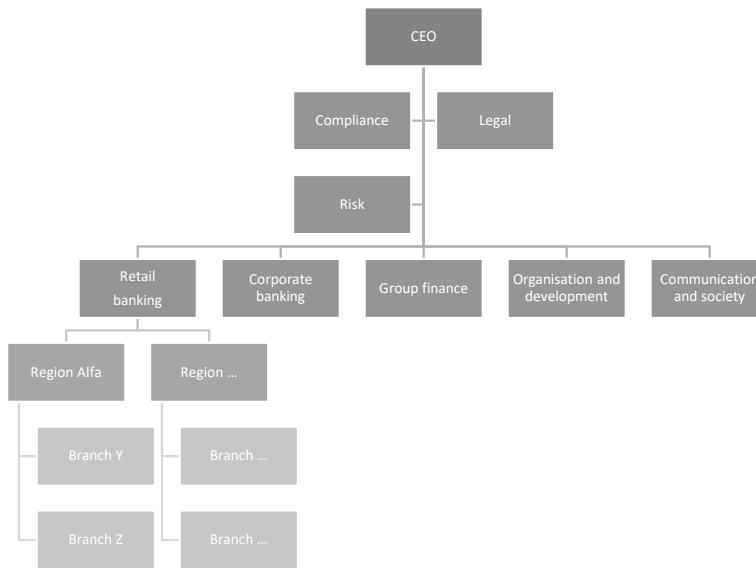 CEO
Compliance
Legal
Risk
Retail
banking
Corporate
banking
Group finance
Organisation and
development
Communication
and society
Region Alfa
Region …
Branch Y
Branch …
Branch Z
Branch …